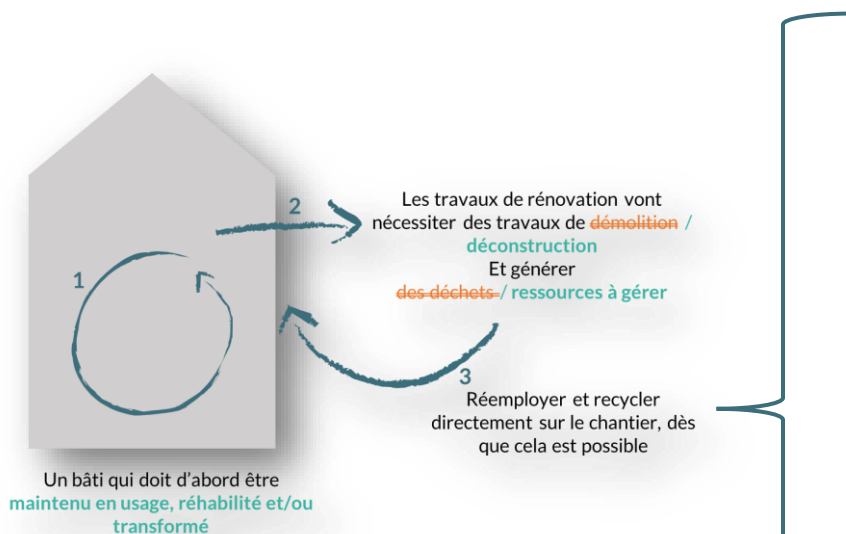 2
Les travaux de rénovation vont
nécessiter des travaux de démolition /
déconstruction
Et générer
des déchets / ressources à gérer
1
3
Réemployer et recycler
directement sur le chantier, dès
que cela est possible
Un bâti qui doit d’abord être
maintenu en usage, réhabilité et/ou
transformé